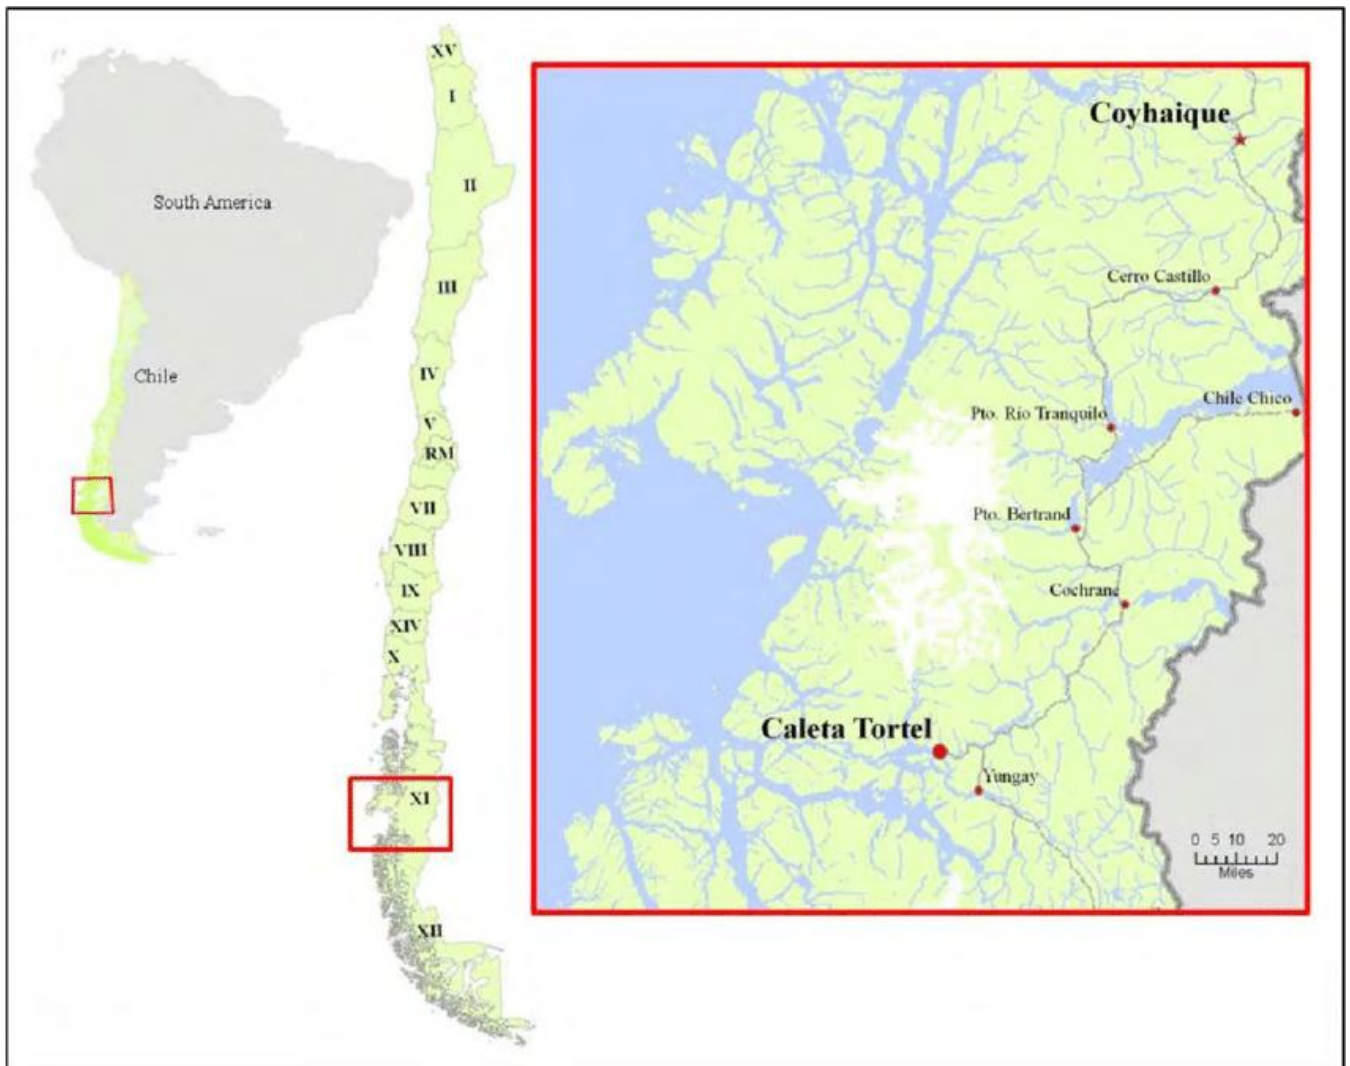 South America
Chile
XV
I
II
III
IV
V
RM
VII
VIII
IX
XIV
X
XI
XII
Coyhaique
Cerro Castillo
Chile Chico
Pto. Rio Tranquilo
Pto. Bertrand
Cochrane
Caleta Tortel
Yungay
0 5 10 20
Miles